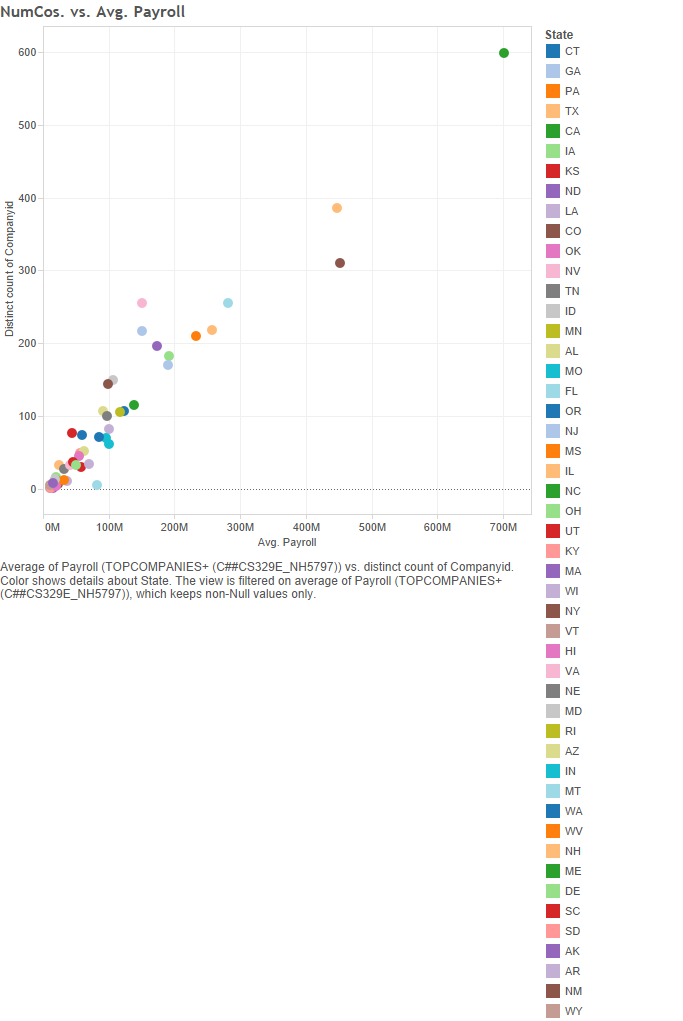 NumCos. vs. Avg. Payroll
State
CT
GA
PA
TX
CA
IA
KS
ND
LA
CO
OK
NV
TN
ID
MN
AL
MO
FL
OR
NJ
MS
IL
NC
OH
UT
KY
MA
WI
NY
VT
HI
VA
NE
MD
RI
AZ
IN
MT
WA
WV
NH
ME
DE
SC
SD
AK
AR
NM
WY
Distinct count of Companyid
600
500
400
300
200
100
0
0M
100M
200M
300M
400M
500M
600M
700M
Avg. Payroll
Average of Payroll (TOPCOMPANIES+ (C##CS329E_NH5797)) vs. distinct count of Companyid.
Color shows details about State. The view is filtered on average of Payroll (TOPCOMPANIES+
(C##CS329E_NH5797)), which keeps non-Null values only.